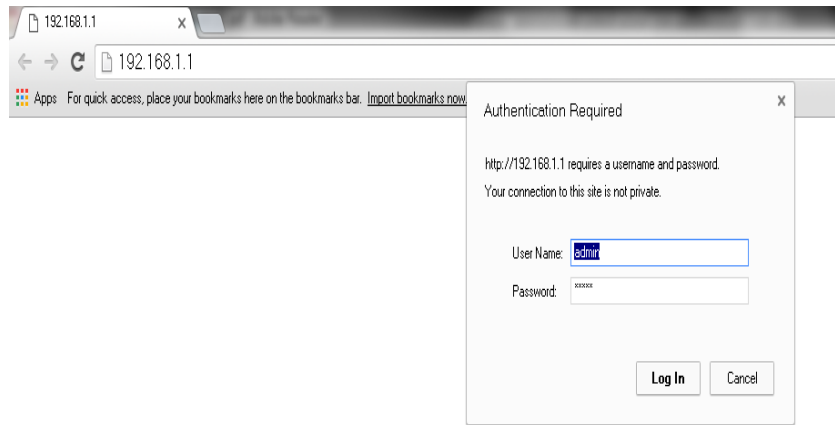 192.168.1.1
192.168.1.1
Apps For quick access, place your bookmarks here on the bookmarks bar. Import bookmarks now.
Authentication Required
http://192.168.1.1 requires a username and password.
Your connection to this site is not private.
User Name: admin
Password: xxxxx
Log In Cancel